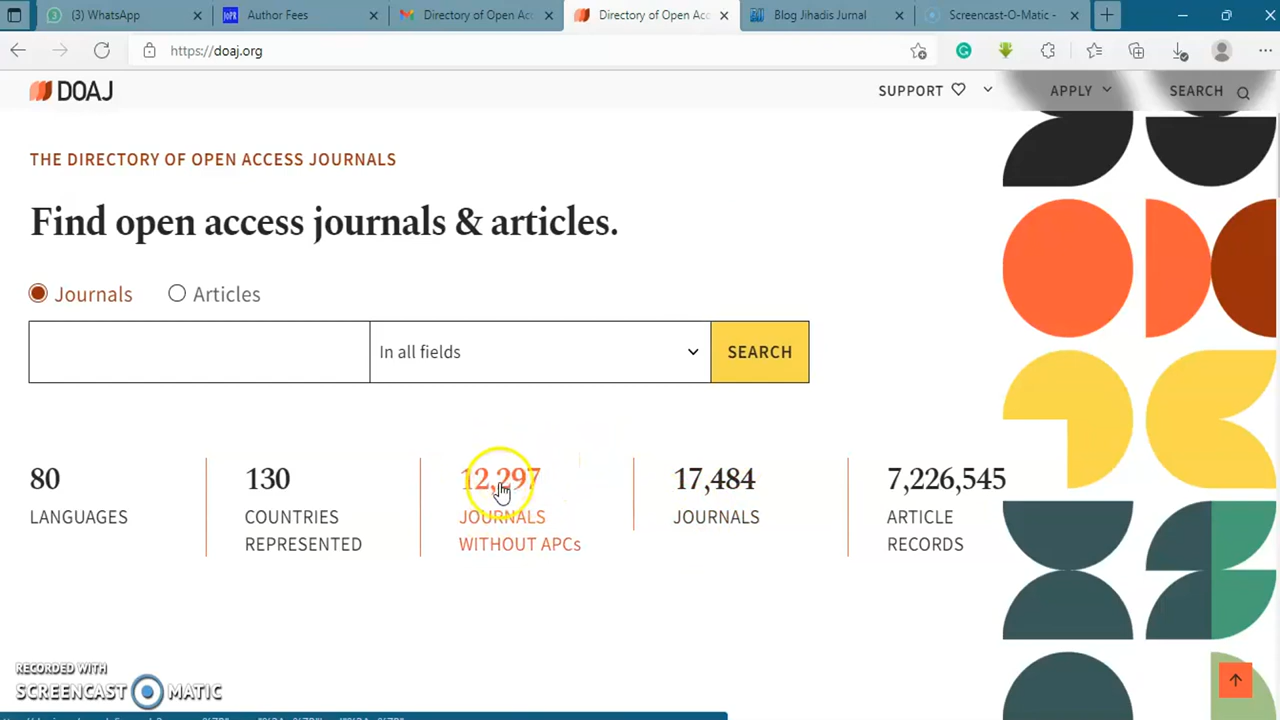 (3) WhatsApp
Author Fees
Directory of Open Acc
Directory of Open Acc
Blog Jihadis Jurnal
Screencast-O-Matic -
https://doaj.org
DOAJ
SUPPORT
APPLY
SEARCH
THE DIRECTORY OF OPEN ACCESS JOURNALS
Find open access journals & articles.
Journals
Articles
In all fields
SEARCH
80
LANGUAGES
130
COUNTRIES
REPRESENTED
12,297
JOURNALS
WITHOUT APCs
17,484
JOURNALS
7,226,545
ARTICLE
RECORDS
RECORDED WITH
SCREENCAST MATIC